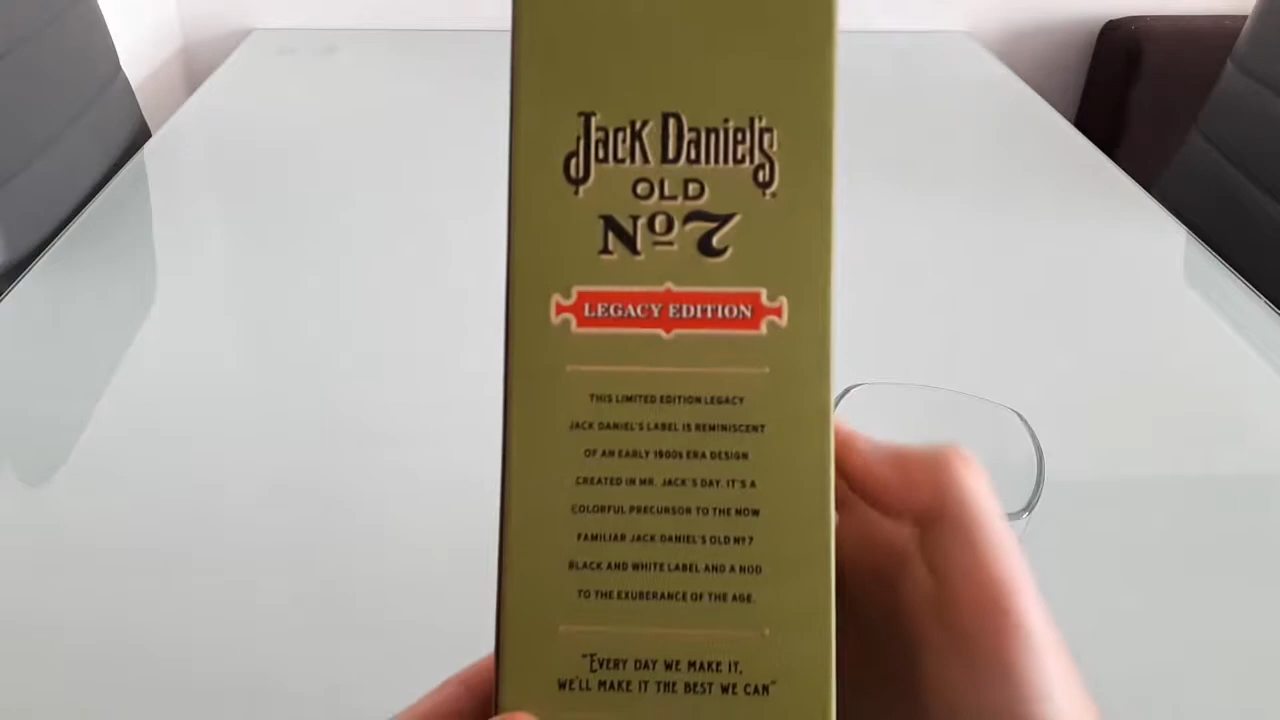 Jack Daniel's
OLD
Nº7
LEGACY EDITION
THIS LIMITED EDITION LEGACY
JACK DANIEL'S LABEL IS REMINISCENT
OF AN EARLY 1900s ERA DESIGN
CREATED IN MR. JACK'S DAY. IT'S A
COLORFUL PRECURSOR TO THE NOW
FAMILIAR JACK DANIEL'S OLD Nº7
BLACK AND WHITE LABEL AND A NOD
TO THE EXUBERANCE OF THE AGE.
"EVERY DAY WE MAKE IT,
WE'LL MAKE IT THE BEST WE CAN"